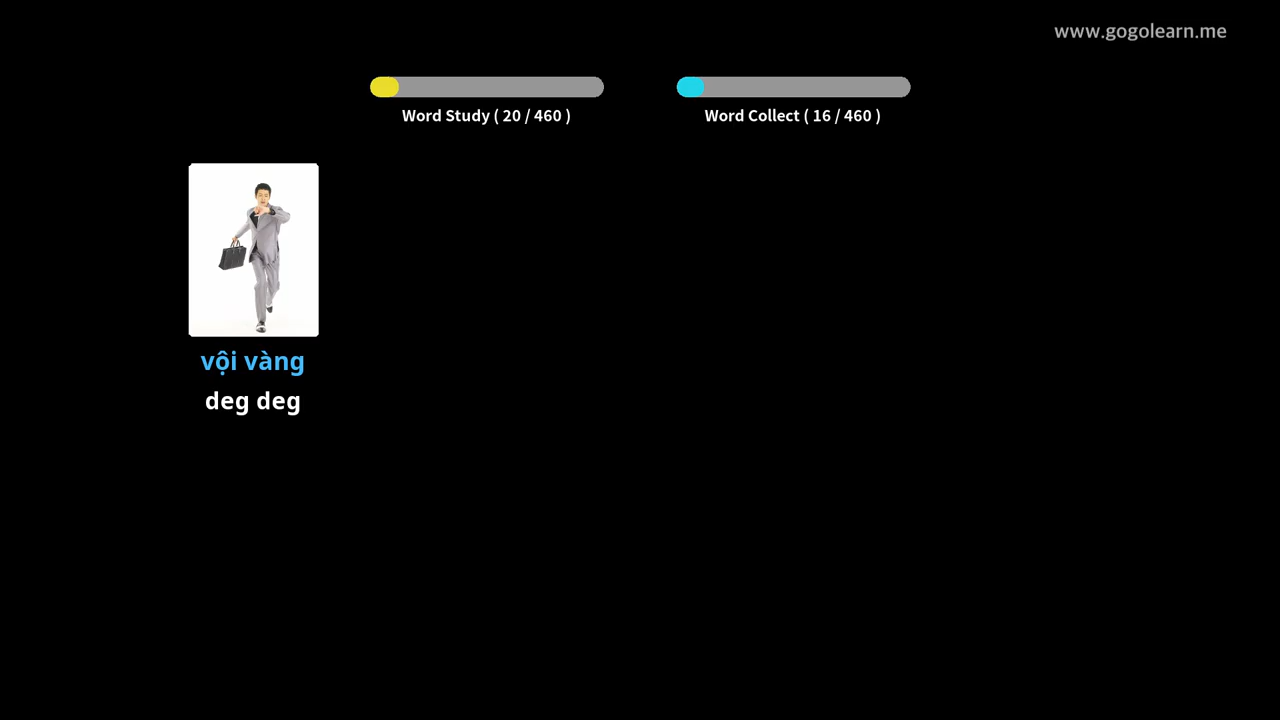 www.gogolearn.me
Word Study ( 20 / 460 )
Word Collect ( 16 / 460 )
vội vàng
deg deg